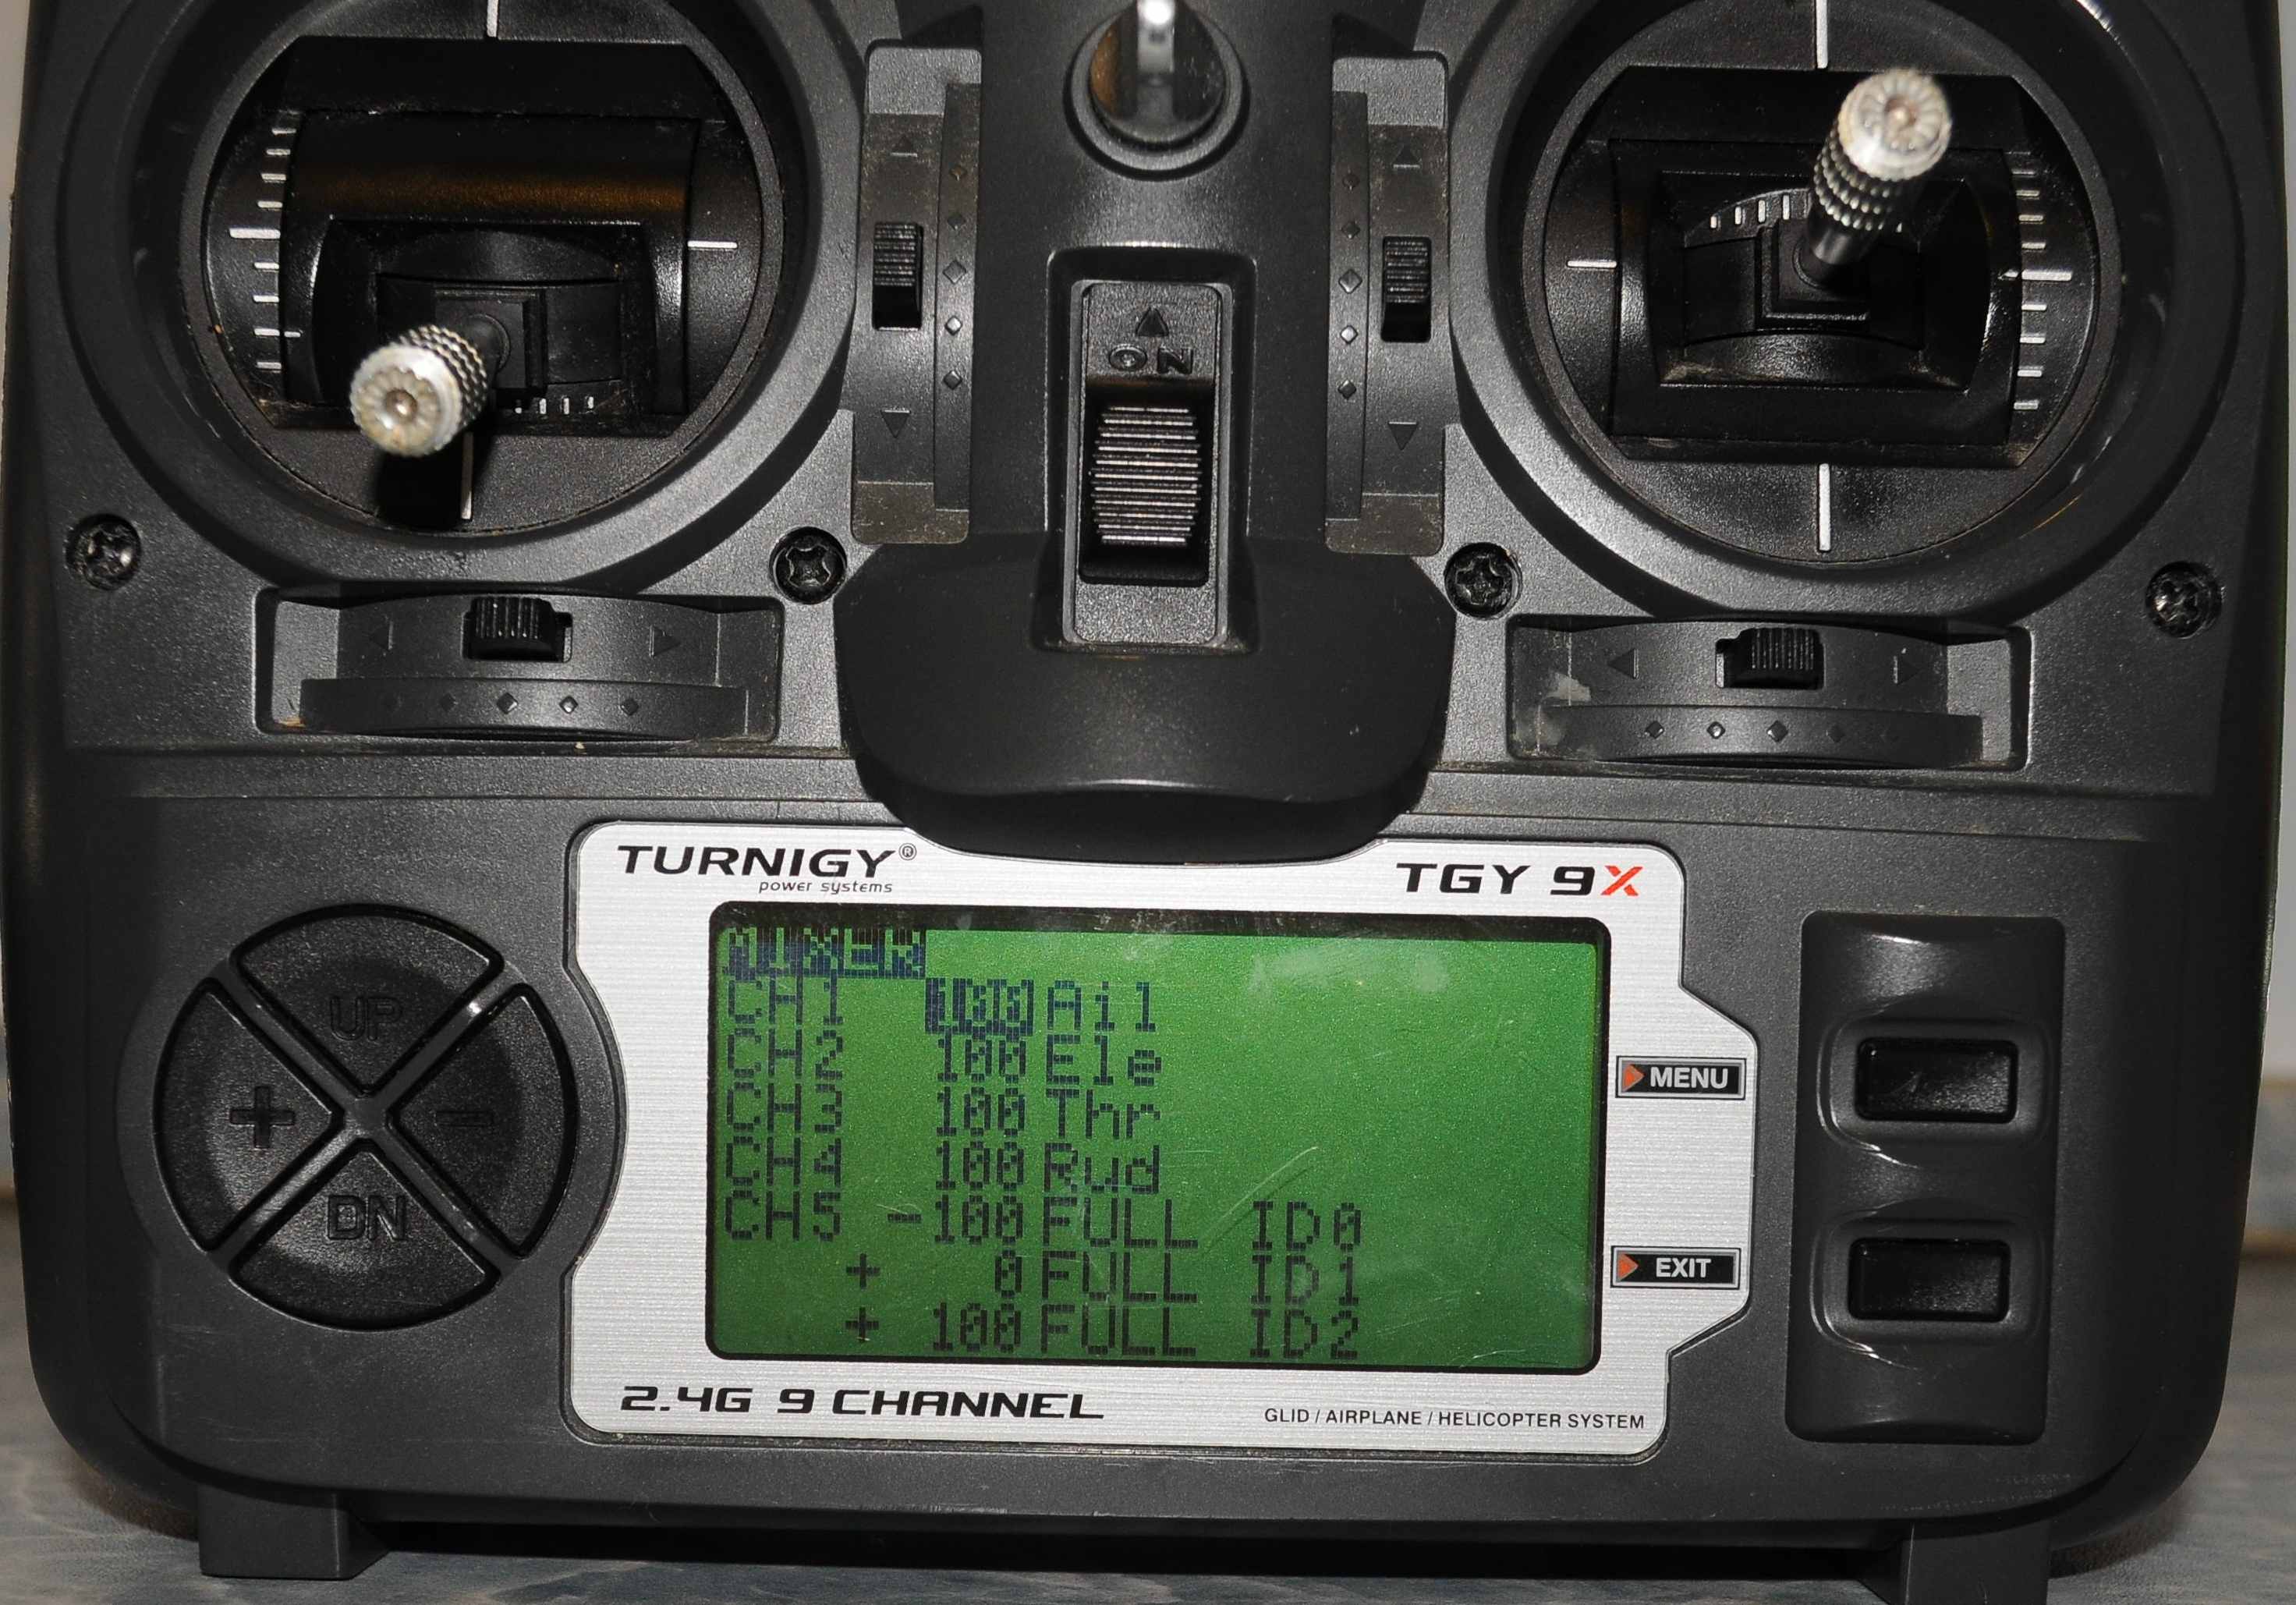 ON
TURNIGY®
power systems
TGY 9X
MIXER
CH1 100 Ail
CH2 100 Ele
CH3 100 Thr
CH4 100 Rud
CH5 -100 FULL ID0
+ 0 FULL ID1
+ 100 FULL ID2
UP
+ -
DN
MENU
EXIT
2.4G 9 CHANNEL
GLID / AIRPLANE / HELICOPTER SYSTEM